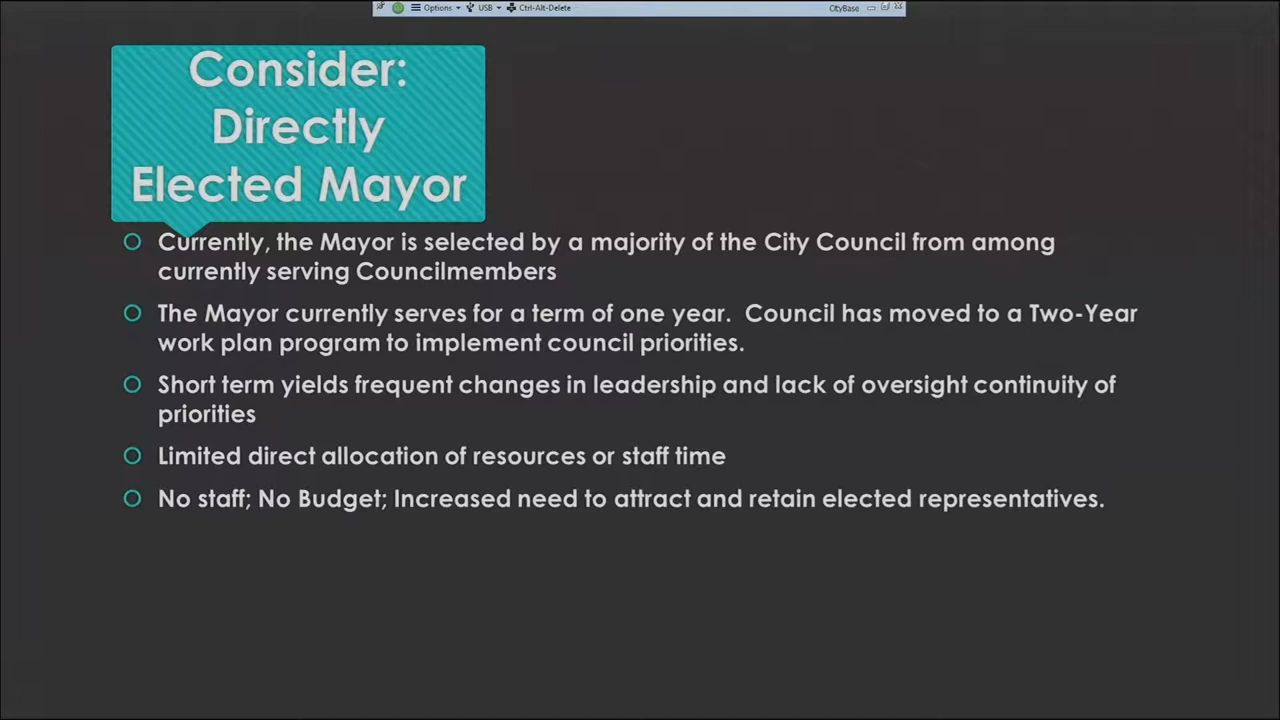 Options USB Ctrl-Alt-Delete CityBase
Consider:
Directly
Elected Mayor
Currently, the Mayor is selected by a majority of the City Council from among
currently serving Councilmembers
The Mayor currently serves for a term of one year. Council has moved to a Two-Year
work plan program to implement council priorities.
Short term yields frequent changes in leadership and lack of oversight continuity of
priorities
Limited direct allocation of resources or staff time
No staff; No Budget; Increased need to attract and retain elected representatives.